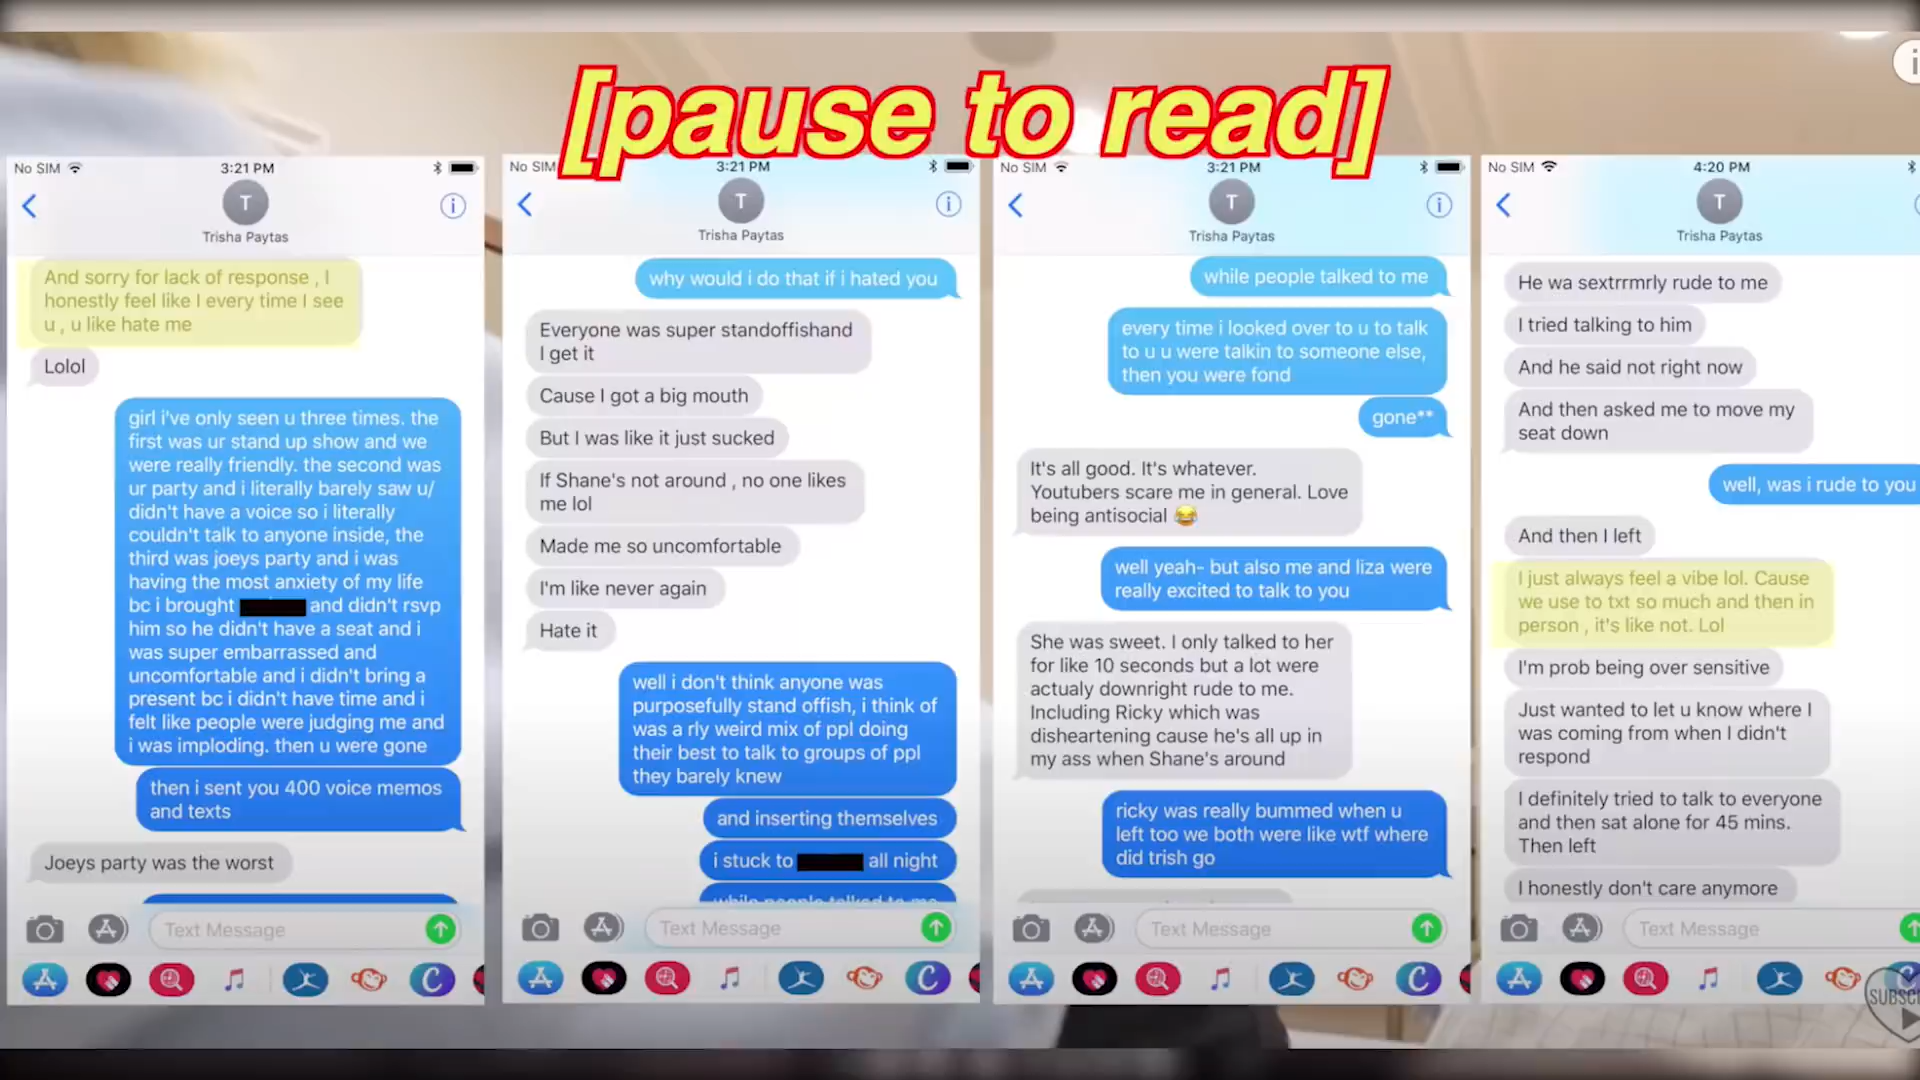 [pause to read]
No SIM
3:21 PM
T
Trisha Paytas
And sorry for lack of response , I
honestly feel like I every time I see
u , u like hate me
Lolol
girl i've only seen u three times. the
first was ur stand up show and we
were really friendly. the second was
ur party and i literally barely saw u/
didn't have a voice so i literally
couldn't talk to anyone inside, the
third was joeys party and i was
having the most anxiety of my life
bc i brought and didn't rsvp
him so he didn't have a seat and i
was super embarrassed and
uncomfortable and i didn't bring a
present bc i didn't have time and i
felt like people were judging me and
i was imploding. then u were gone
then i sent you 400 voice memos
and texts
Joeys party was the worst
Text Message
No SIM
3:21 PM
T
Trisha Paytas
why would i do that if i hated you
Everyone was super standoffishand
I get it
Cause I got a big mouth
But I was like it just sucked
If Shane's not around , no one likes
me lol
Made me so uncomfortable
I'm like never again
Hate it
well i don't think anyone was
purposefully stand offish, i think of
was a rly weird mix of ppl doing
their best to talk to groups of ppl
they barely knew
and inserting themselves
i stuck to all night
while people talked to me
Text Message
No SIM
3:21 PM
T
Trisha Paytas
while people talked to me
every time i looked over to u to talk
to u u were talkin to someone else,
then you were fond
gone**
It's all good. It's whatever.
Youtubers scare me in general. Love
being antisocial 😂
well yeah- but also me and liza were
really excited to talk to you
She was sweet. I only talked to her
for like 10 seconds but a lot were
actualy downright rude to me.
Including Ricky which was
disheartening cause he's all up in
my ass when Shane's around
ricky was really bummed when u
left too we both were like wtf where
did trish go
Text Message
No SIM
4:20 PM
T
Trisha Paytas
He wa sextrrmrly rude to me
I tried talking to him
And he said not right now
And then asked me to move my
seat down
well, was i rude to you
And then I left
I just always feel a vibe lol. Cause
we use to txt so much and then in
person , it's like not. Lol
I'm prob being over sensitive
Just wanted to let u know where I
was coming from when I didn't
respond
I definitely tried to talk to everyone
and then sat alone for 45 mins.
Then left
I honestly don't care anymore
Text Message
SUBSC